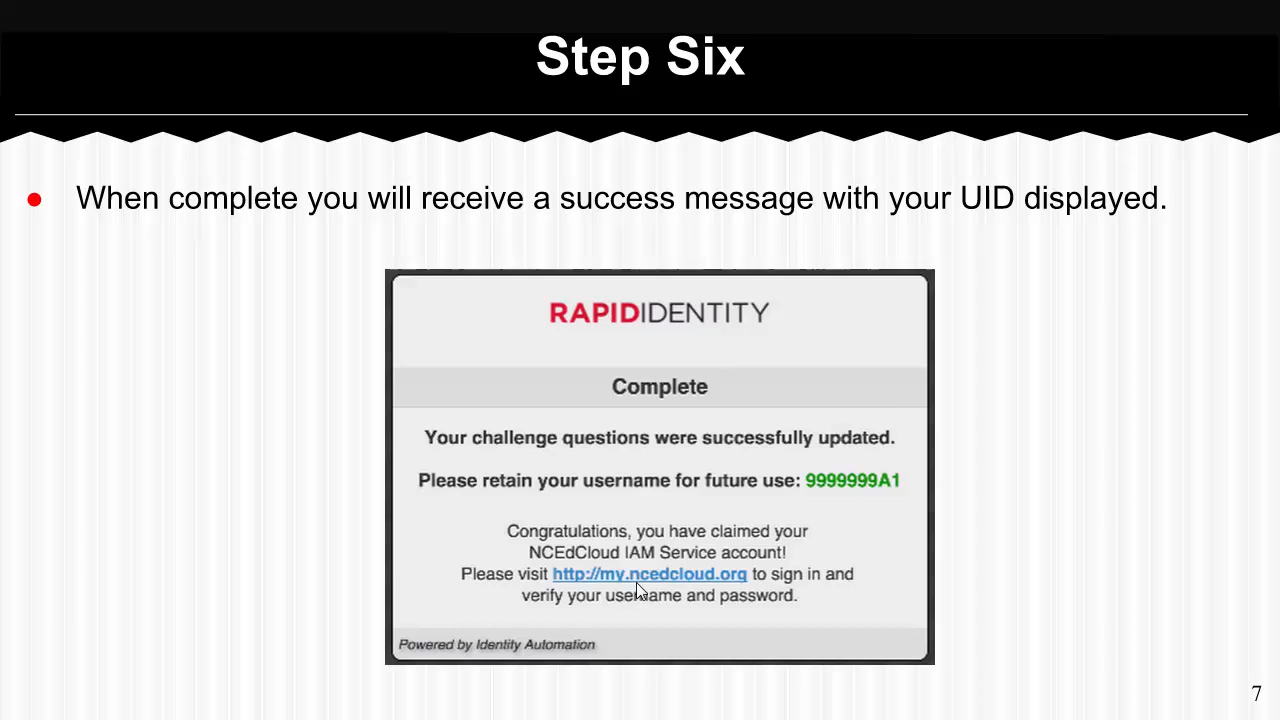 Step Six
● When complete you will receive a success message with your UID displayed.
RAPIDIDENTITY
Complete
Your challenge questions were successfully updated.
Please retain your username for future use: 9999999A1
Congratulations, you have claimed your
NCEdCloud IAM Service account!
Please visit http://my.ncedcloud.org to sign in and
verify your username and password.
Powered by Identity Automation
7